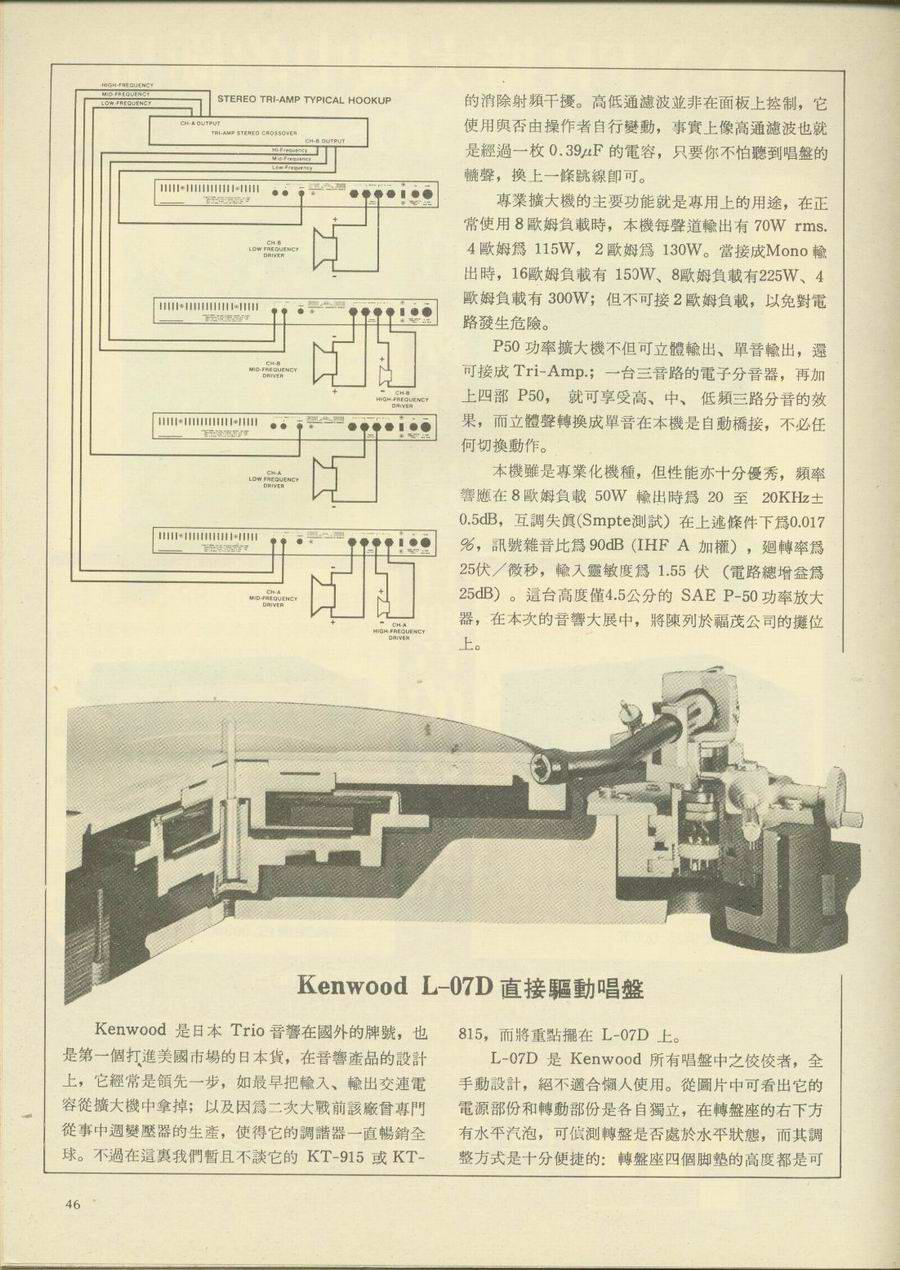 HIGH-FREQUENCY
MID-FREQUENCY
LOW-FREQUENCY
STEREO TRI-AMP TYPICAL HOOKUP
CH-A OUTPUT
TRI-AMP STEREO CROSSOVER
CH-B OUTPUT
Hi-Frequency
Mid-Frequency
Low-Frequency
+
CH-B
LOW FREQUENCY
DRIVER
-
-
CH-B
MID-FREQUENCY
DRIVER
+
+
-
CH-B
HIGH-FREQUENCY
DRIVER
+
CH-A
LOW FREQUENCY
DRIVER
-
-
CH-A
MID-FREQUENCY
DRIVER
+
+
-
CH-A
HIGH-FREQUENCY
DRIVER
的消除射頻干擾。高低通濾波並非在面板上控制，它
使用與否由操作者自行變動，事實上像高通濾波也就
是經過一枚 0.39μF 的電容，只要你不怕聽到唱盤的
轆聲，換上一條跳線卽可。
專業擴大機的主要功能就是專用上的用途，在正
常使用 8 歐姆負載時，本機每聲道輸出有 70W rms.
4 歐姆爲 115W，2 歐姆爲 130W。當接成Mono 輸
出時，16歐姆負載有 150W、8歐姆負載有225W、4
歐姆負載有 300W；但不可接 2 歐姆負載，以免對電
路發生危險。
P50 功率擴大機不但可立體輸出、單音輸出，還
可接成 Tri-Amp.；一台三音路的電子分音器，再加
上四部 P50， 就可享受高、中、 低頻三路分音的效
果，而立體聲轉換成單音在本機是自動橋接，不必任
何切換動作。
本機雖是專業化機種，但性能亦十分優秀，頻率
響應在 8 歐姆負載 50W 輸出時爲 20 至 20KHz±
0.5dB，互調失眞(Smpte測試）在上述條件下爲0.017
%，訊號雜音比爲 90dB (IHF A 加權），廻轉率爲
25伏／微秒，輸入靈敏度爲 1.55 伏 （電路總增益爲
25dB）。這台高度僅4.5公分的 SAE P-50 功率放大
器，在本次的音響大展中，將陳列於福茂公司的攤位
上。
Kenwood L-07D 直接驅動唱盤
Kenwood 是日本 Trio 音響在國外的牌號，也
是第一個打進美國市場的日本貨，在音響產品的設計
上，它經常是領先一步，如最早把輸入、輸出交連電
容從擴大機中拿掉；以及因爲二次大戰前該廠曾專門
從事中週變壓器的生產，使得它的調諧器一直暢銷全
球。不過在這裏我們暫且不談它的 KT-915 或 KT-
815，而將重點擺在 L-07D 上。
L-07D 是 Kenwood 所有唱盤中之佼佼者，全
手動設計，絕不適合懶人使用。從圖片中可看出它的
電源部份和轉動部份是各自獨立，在轉盤座的右下方
有水平汽泡，可偵測轉盤是否處於水平狀態，而其調
整方式是十分便捷的：轉盤座四個脚墊的高度都是可
46